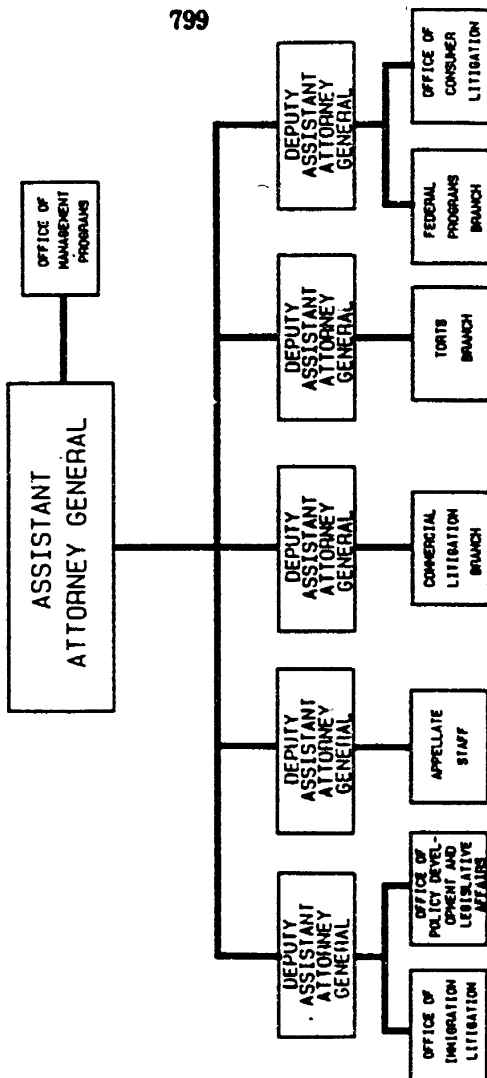 799
ASSISTANT
ATTORNEY GENERAL
OFFICE OF
MANAGEMENT
PROGRAMS
DEPUTY
ASSISTANT
ATTORNEY
GENERAL
DEPUTY
ASSISTANT
ATTORNEY
GENERAL
DEPUTY
ASSISTANT
ATTORNEY
GENERAL
DEPUTY
ASSISTANT
ATTORNEY
GENERAL
DEPUTY
ASSISTANT
ATTORNEY
GENERAL
OFFICE OF
IMMIGRATION
LITIGATION
OFFICE OF
POLICY DEVEL-
OPMENT AND
LEGISLATIVE
AFFAIRS
APPELLATE
STAFF
COMMERCIAL
LITIGATION
BRANCH
TORTS
BRANCH
FEDERAL
PROGRAMS
BRANCH
OFFICE OF
CONSUMER
LITIGATION